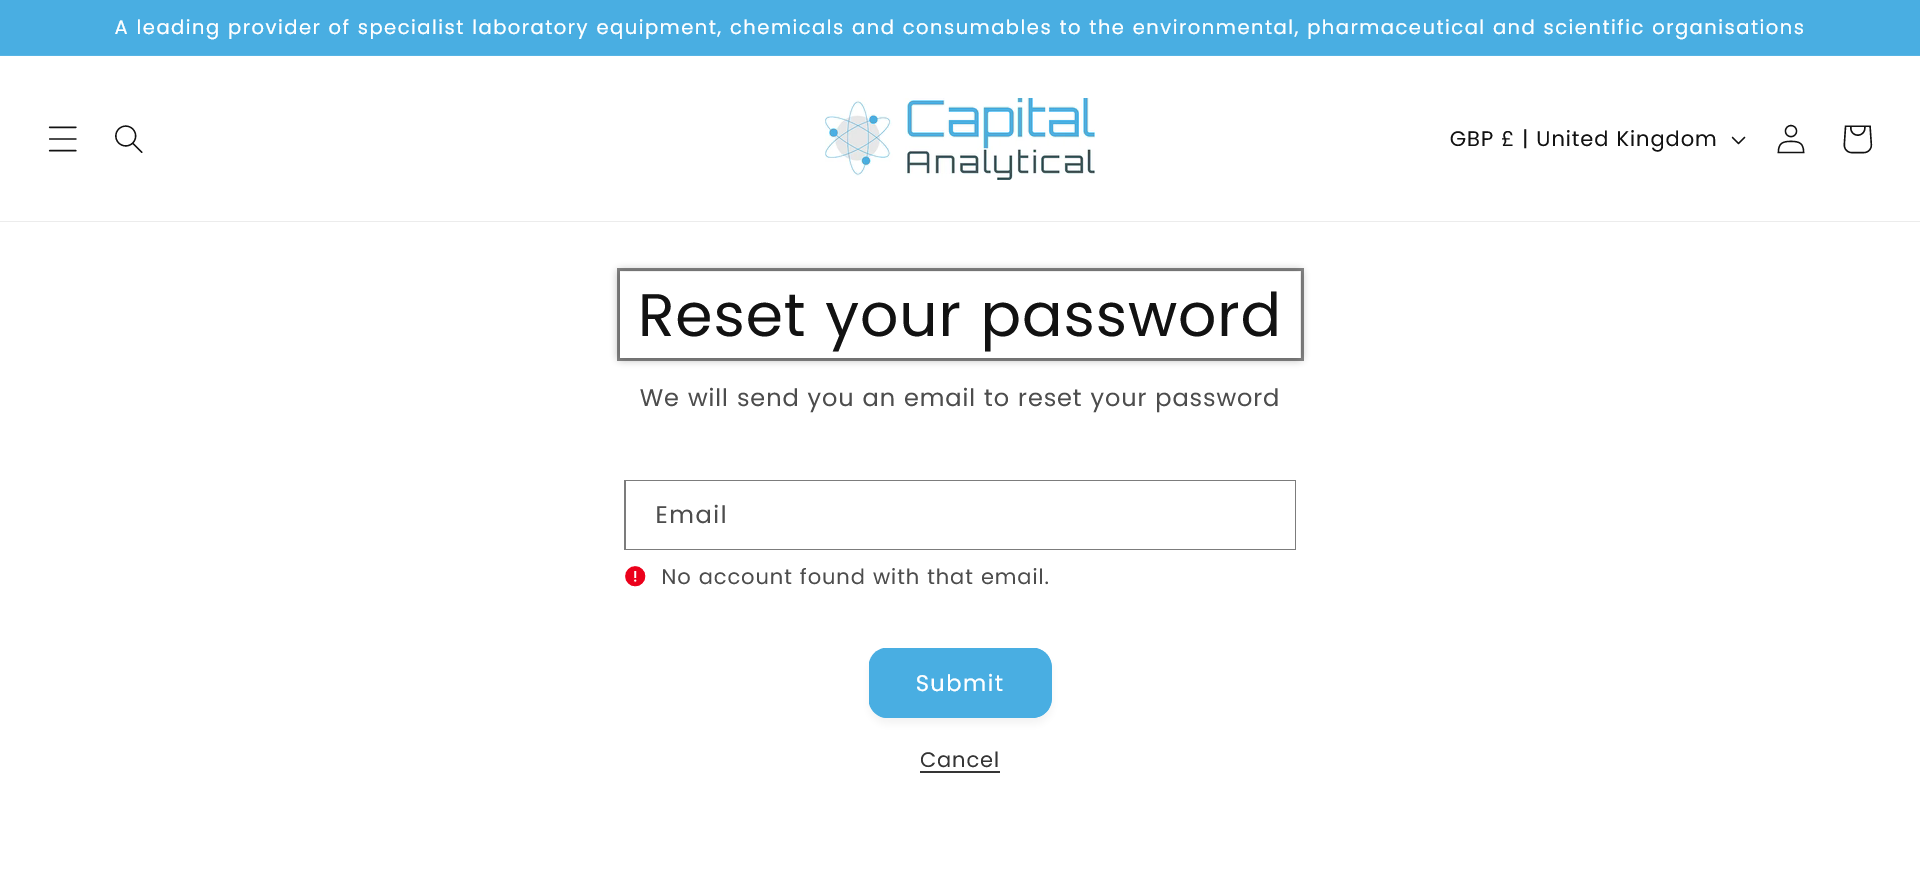 A leading provider of specialist laboratory equipment, chemicals and consumables to the environmental, pharmaceutical and scientific organisations
Capital
Analytical
GBP £ | United Kingdom
Reset your password
We will send you an email to reset your password
Email
No account found with that email.
Submit
Cancel